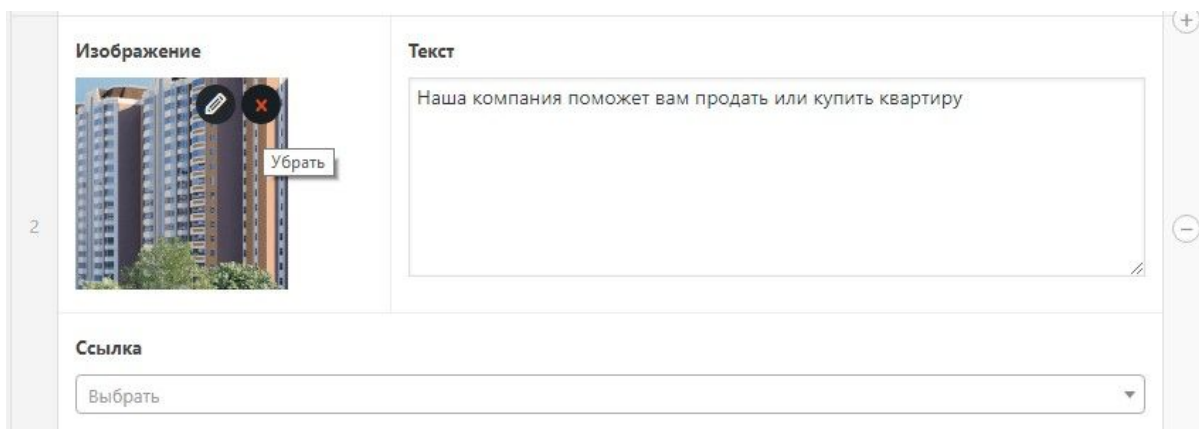 Изображение
Текст
Наша компания поможет вам продать или купить квартиру
Убрать
2
Ссылка
Выбрать